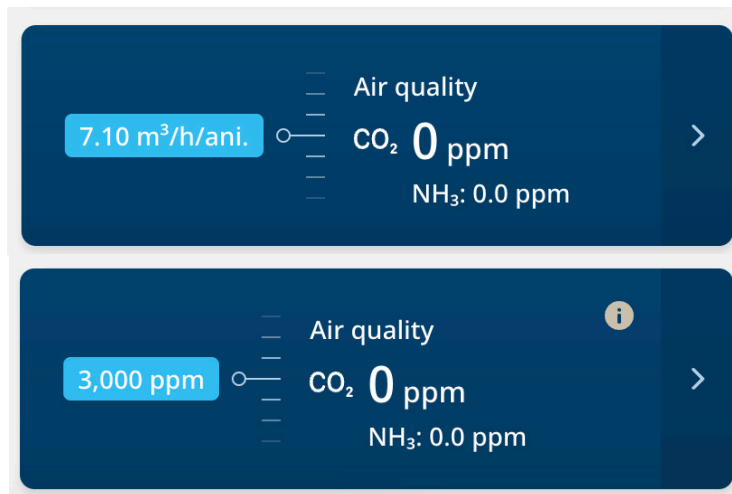 Air quality
7.10 m³/h/ani.
CO₂ 0 ppm
NH₃: 0.0 ppm
Air quality
i
3,000 ppm
CO₂ 0 ppm
NH₃: 0.0 ppm